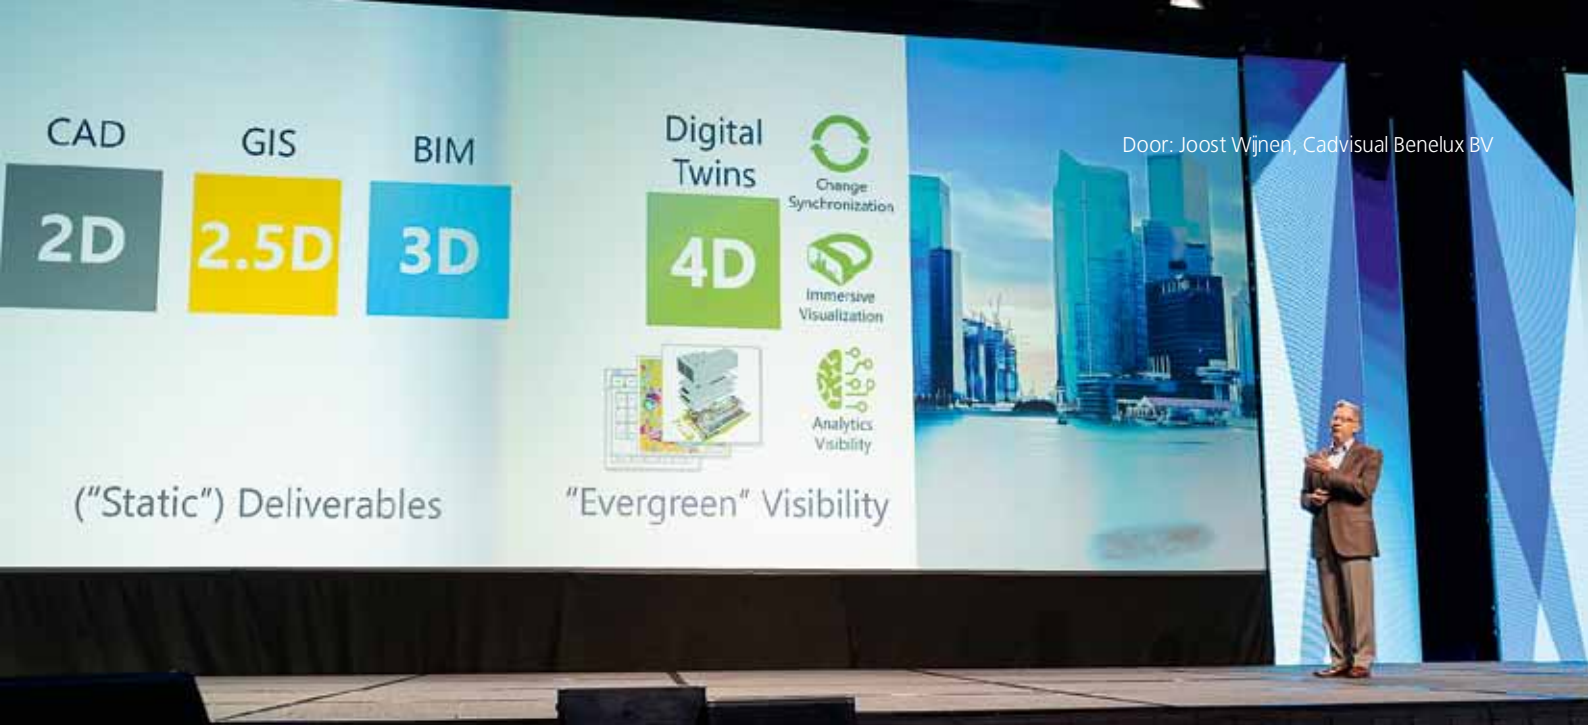 CAD
2D
GIS
2.5D
BIM
3D
("Static") Deliverables
Digital
Twins
4D
Change
Synchronization
Immersive
Visualization
Analytics
Visibility
"Evergreen" Visibility
Door: Joost Wijnen, Cadvisual Benelux BV